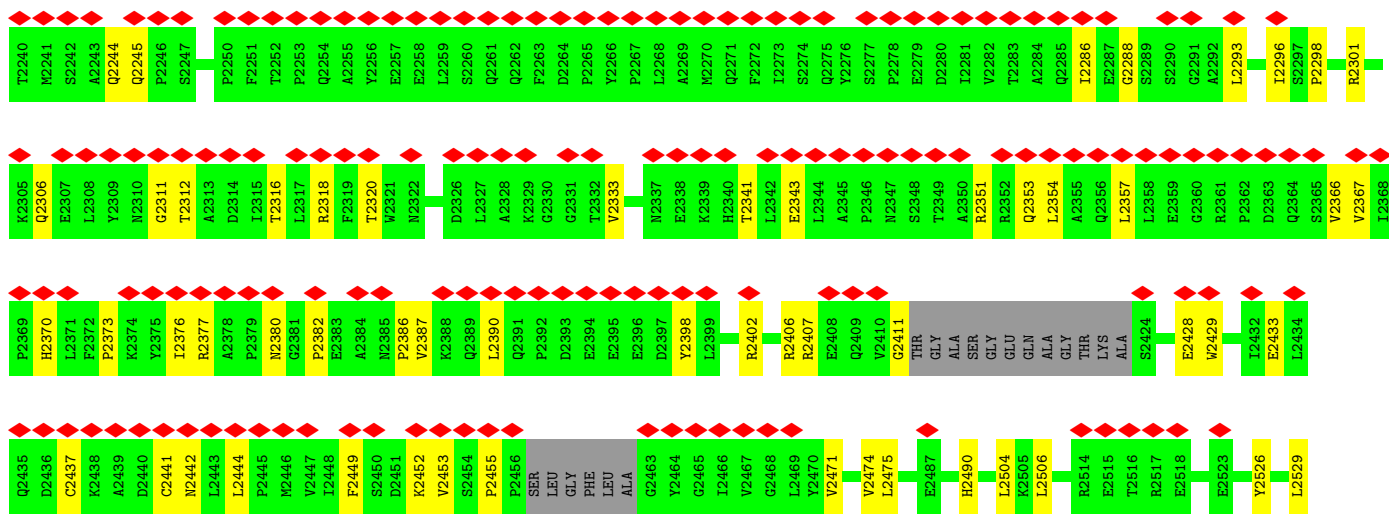 T2240 M2241 S2242 A2243 Q2244 Q2245 P2246 S2247 P2250 F2251 T2252 P2253 Q2254 A2255 Y2256 E2257 E2258 L2259 S2260 Q2261 Q2262 F2263 D2264 P2265 Y2266 P2267 L2268 A2269 M2270 Q2271 F2272 I2273 S2274 Q2275 Y2276 S2277 P2278 E2279 D2280 I2281 V2282 T2283 A2284 Q2285 I2286 E2287 G2288 S2289 S2290 G2291 A2292 L2293 I2296 S2297 P2298 R2301
K2305 Q2306 E2307 L2308 Y2309 N2310 G2311 T2312 A2313 D2314 I2315 T2316 L2317 R2318 F2319 T2320 W2321 N2322 D2326 L2327 A2328 K2329 G2330 G2331 T2332 V2333 N2337 E2338 K2339 H2340 T2341 L2342 E2343 L2344 A2345 P2346 N2347 S2348 T2349 A2350 R2351 R2352 Q2353 L2354 A2355 Q2356 L2357 L2358 E2359 G2360 R2361 P2362 D2363 Q2364 S2365 V2366 V2367 I2368
P2369 H2370 L2371 F2372 P2373 K2374 Y2375 I2376 R2377 A2378 P2379 N2380 G2381 P2382 E2383 A2384 N2385 P2386 V2387 K2388 Q2389 L2390 Q2391 P2392 D2393 E2394 E2395 E2396 D2397 Y2398 L2399 R2402 R2406 R2407 E2408 Q2409 V2410 G2411 THR GLY ALA SER GLY GLU GLN ALA GLY THR LYS ALA S2424 E2428 W2429 I2432 E2433 L2434
Q2435 D2436 C2437 K2438 A2439 D2440 C2441 N2442 L2443 L2444 P2445 M2446 V2447 I2448 F2449 S2450 D2451 K2452 V2453 S2454 P2455 P2456 SER LEU GLY PHE LEU ALA G2463 Y2464 G2465 I2466 V2467 G2468 L2469 Y2470 V2471 V2474 L2475 E2487 H2490 L2504 K2505 L2506 R2514 E2515 T2516 R2517 E2518 E2523 Y2526 L2529